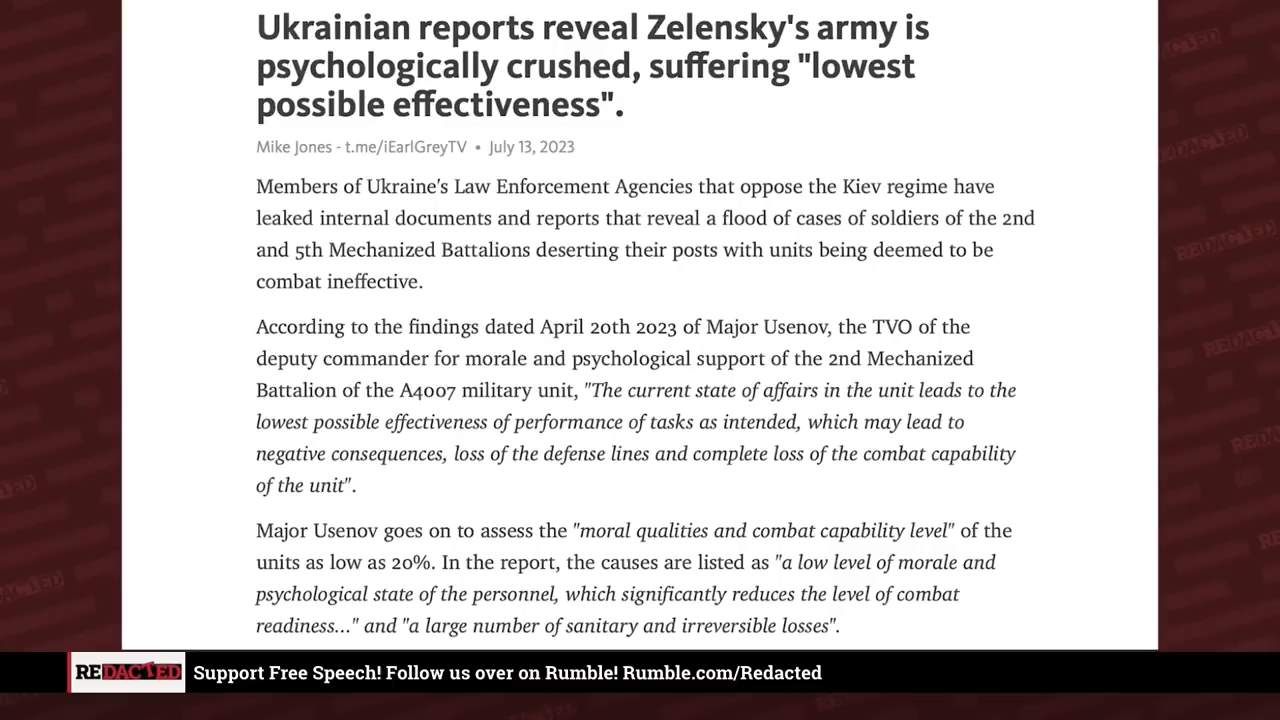 Ukrainian reports reveal Zelensky's army is
psychologically crushed, suffering "lowest
possible effectiveness".
Mike Jones - t.me/iEarlGreyTV • July 13, 2023
Members of Ukraine's Law Enforcement Agencies that oppose the Kiev regime have
leaked internal documents and reports that reveal a flood of cases of soldiers of the 2nd
and 5th Mechanized Battalions deserting their posts with units being deemed to be
combat ineffective.
According to the findings dated April 20th 2023 of Major Usenov, the TVO of the
deputy commander for morale and psychological support of the 2nd Mechanized
Battalion of the A4007 military unit, "The current state of affairs in the unit leads to the
lowest possible effectiveness of performance of tasks as intended, which may lead to
negative consequences, loss of the defense lines and complete loss of the combat capability
of the unit".
Major Usenov goes on to assess the "moral qualities and combat capability level" of the
units as low as 20%. In the report, the causes are listed as "a low level of morale and
psychological state of the personnel, which significantly reduces the level of combat
readiness..." and "a large number of sanitary and irreversible losses".
REDACTED Support Free Speech! Follow us over on Rumble! Rumble.com/Redacted